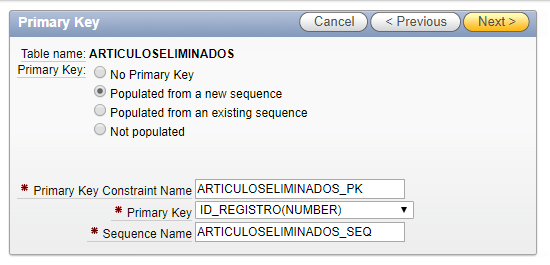 Primary Key
Cancel
< Previous
Next >
Table name: ARTICULOSELIMINADOS
Primary Key:
No Primary Key
Populated from a new sequence
Populated from an existing sequence
Not populated
* Primary Key Constraint Name ARTICULOSELIMINADOS_PK
* Primary Key ID_REGISTRO(NUMBER)
* Sequence Name ARTICULOSELIMINADOS_SEQ